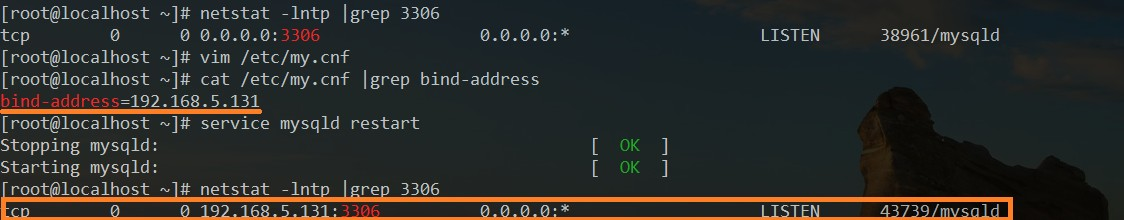 [root@localhost ~]# netstat -lntp |grep 3306
tcp        0      0 0.0.0.0:3306                0.0.0.0:*                   LISTEN      38961/mysqld
[root@localhost ~]# vim /etc/my.cnf
[root@localhost ~]# cat /etc/my.cnf |grep bind-address
bind-address=192.168.5.131
[root@localhost ~]# service mysqld restart
Stopping mysqld:                                           [  OK  ]
Starting mysqld:                                           [  OK  ]
[root@localhost ~]# netstat -lntp |grep 3306
tcp        0      0 192.168.5.131:3306          0.0.0.0:*                   LISTEN      43739/mysqld